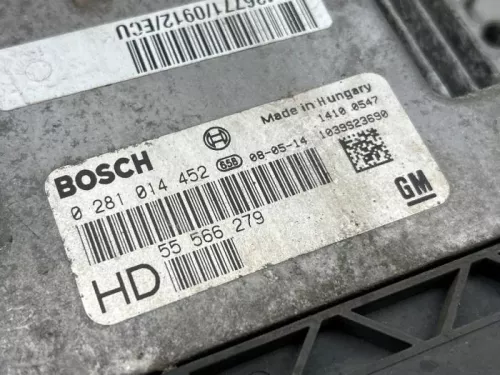 6771/0912/ECU
BOSCH
Made in Hungary
0 281 014 452 658 08-05-14
1410 0547
1039S23690
55 566 279
HD
GM